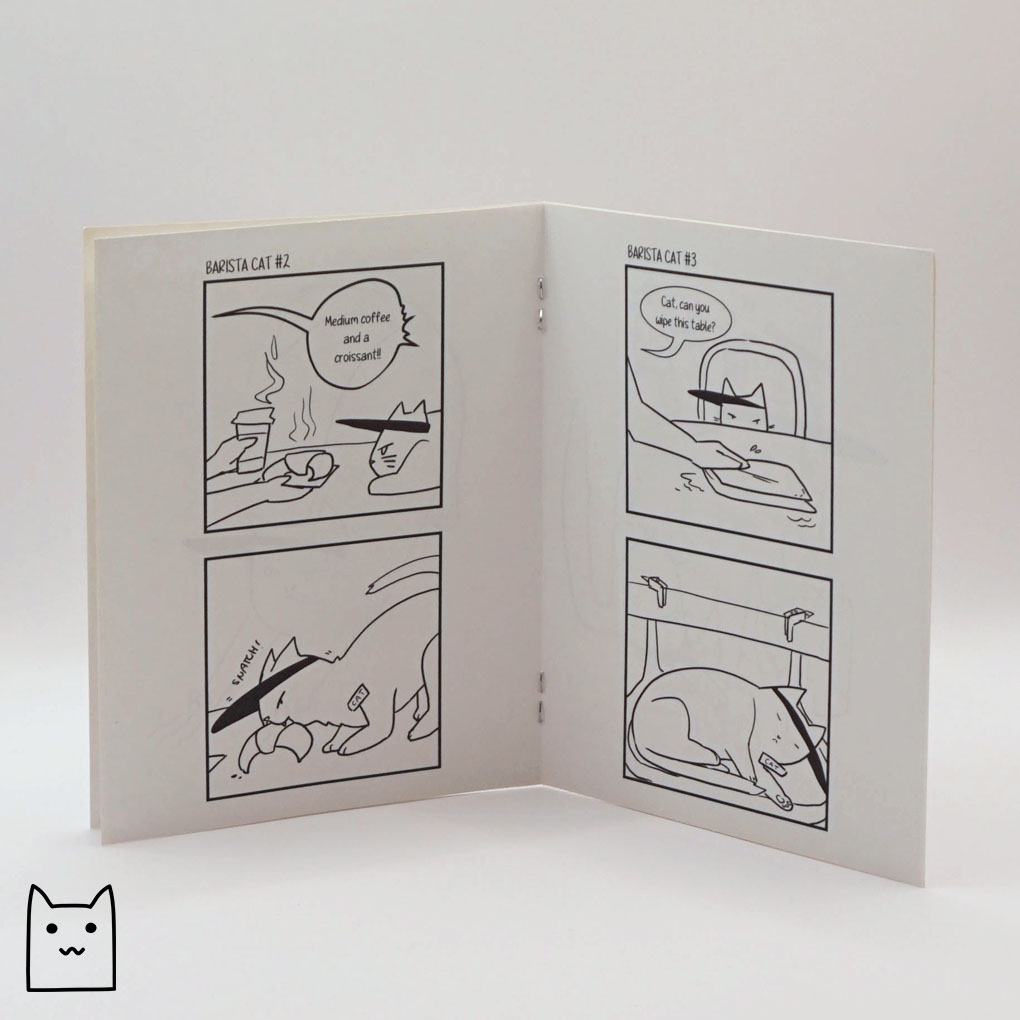 BARISTA CAT #2
Medium coffee
and a
croissant!!
SNATCH!
CAT
BARISTA CAT #3
Cat, can you
wipe this table?
CAT